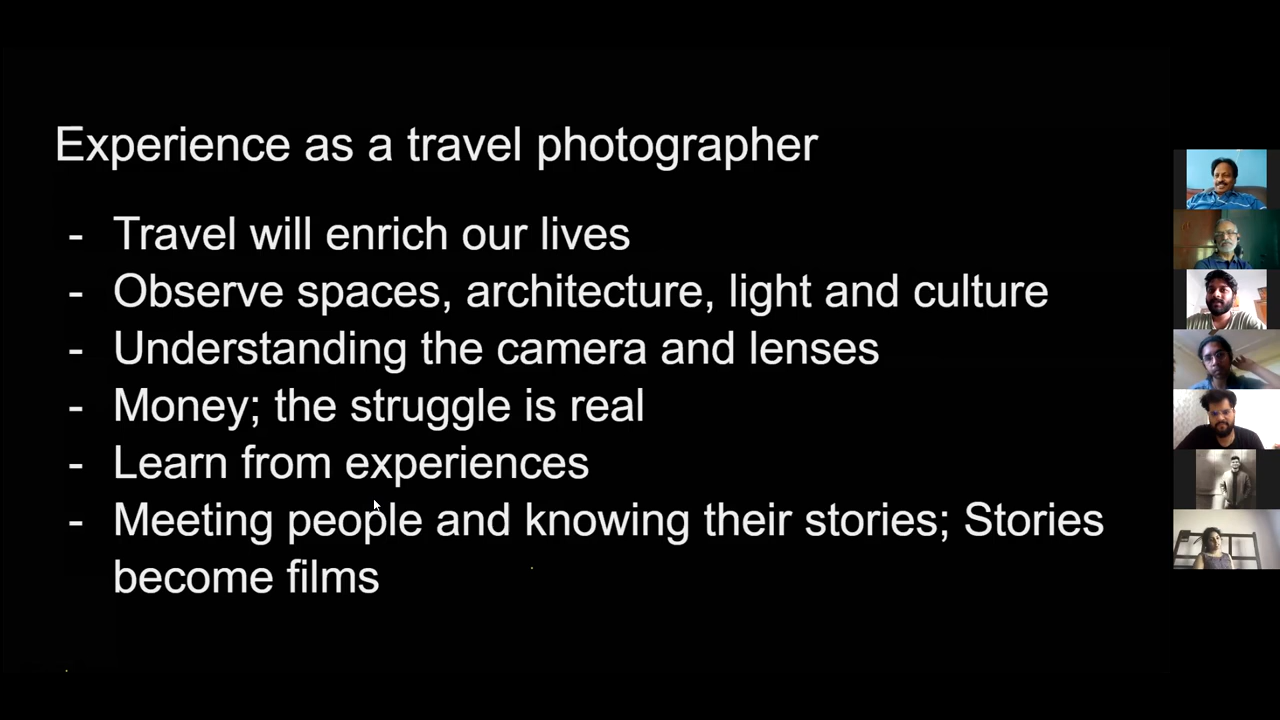 Experience as a travel photographer
- Travel will enrich our lives
- Observe spaces, architecture, light and culture
- Understanding the camera and lenses
- Money; the struggle is real
- Learn from experiences
- Meeting people and knowing their stories; Stories
become films